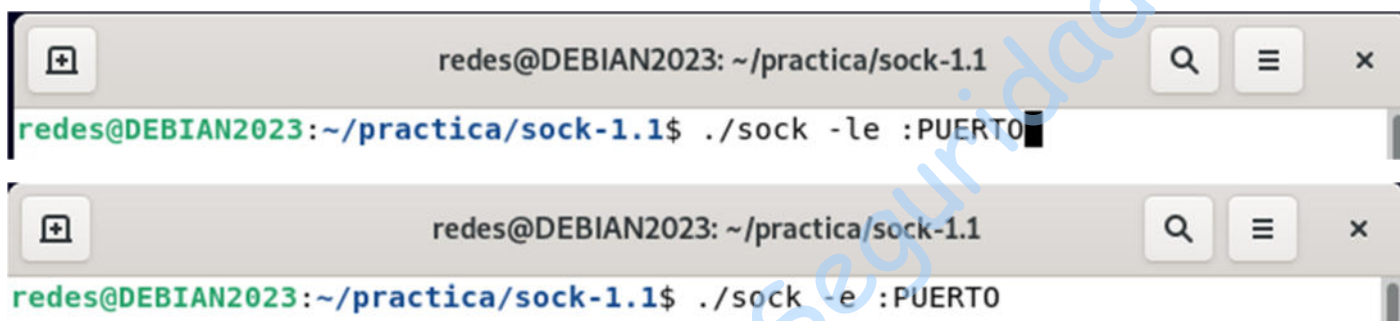 redes@DEBIAN2023: ~/practica/sock-1.1
redes@DEBIAN2023:~/practica/sock-1.1$ ./sock -le :PUERTO
redes@DEBIAN2023: ~/practica/sock-1.1
redes@DEBIAN2023:~/practica/sock-1.1$ ./sock -e :PUERTO
Seguridad